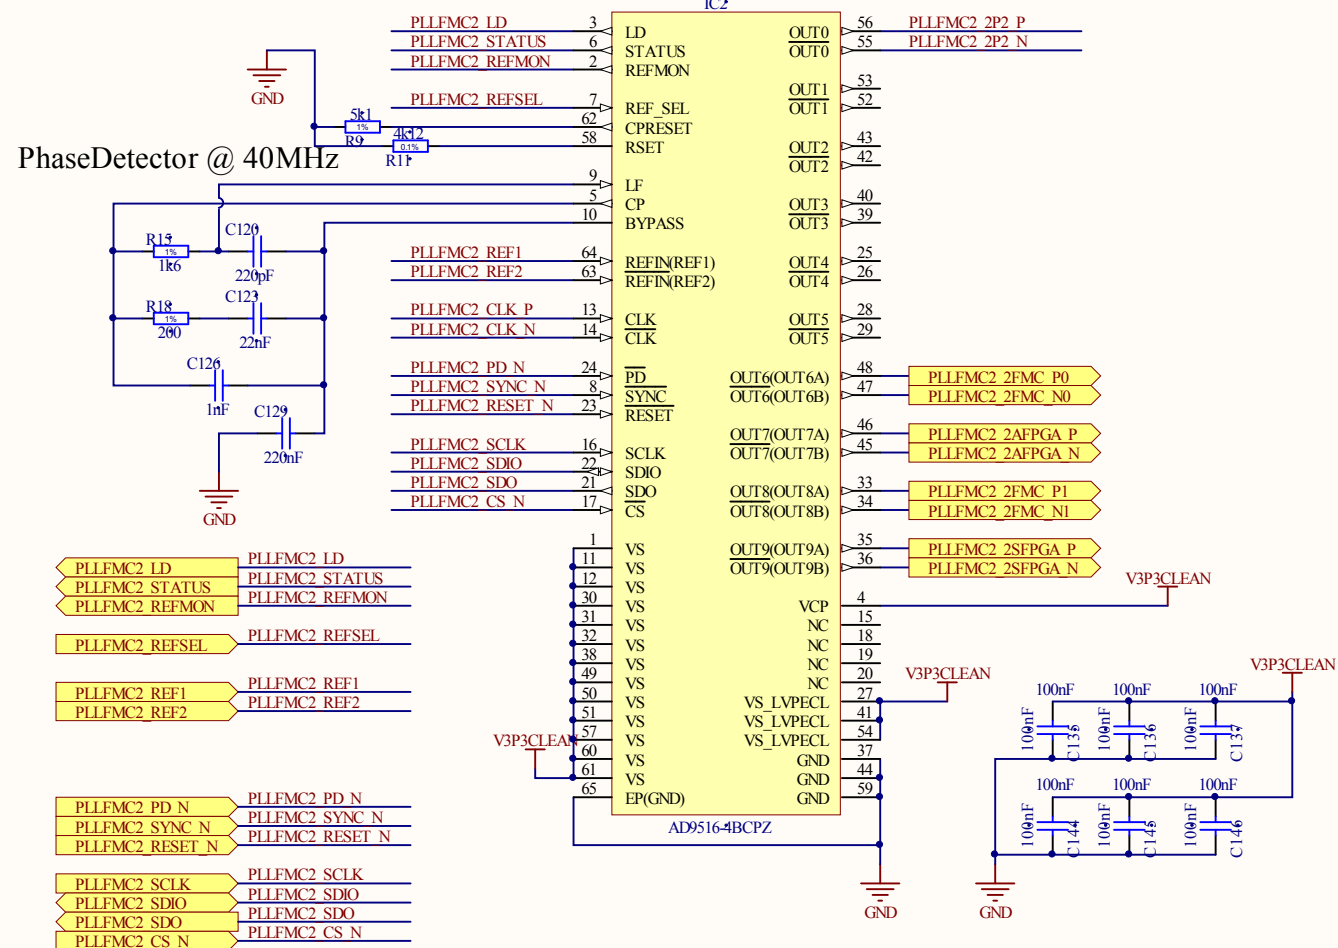 IC2
PLLFMC2_LD 3 LD OUT0 56 PLLFMC2_2P2_P
PLLFMC2_STATUS 6 STATUS OUT0 55 PLLFMC2_2P2_N
PLLFMC2_REFMON 2 REFMON
OUT1 53
PLLFMC2_REFSEL 7 REF_SEL OUT1 52
GND
5k1 1% R9 62 CPRESET
4k12 0.1% R11 58 RSET OUT2 43
OUT2 42
PhaseDetector @ 40MHz
9 LF
5 CP OUT3 40
10 BYPASS OUT3 39
R15 1% 1k6 C120 220pF
PLLFMC2_REF1 64 REFIN(REF1) OUT4 25
PLLFMC2_REF2 63 REFIN(REF2) OUT4 26
R18 1% 200 C123 22nF
PLLFMC2_CLK_P 13 CLK OUT5 28
PLLFMC2_CLK_N 14 CLK OUT5 29
C126 1nF
PLLFMC2_PD_N 24 PD OUT6(OUT6A) 48 PLLFMC2_2FMC_P0
PLLFMC2_SYNC_N 8 SYNC OUT6(OUT6B) 47 PLLFMC2_2FMC_N0
PLLFMC2_RESET_N 23 RESET
C129 220nF
OUT7(OUT7A) 46 PLLFMC2_2AFPGA_P
PLLFMC2_SCLK 16 SCLK OUT7(OUT7B) 45 PLLFMC2_2AFPGA_N
PLLFMC2_SDIO 22 SDIO
PLLFMC2_SDO 21 SDO OUT8(OUT8A) 33 PLLFMC2_2FMC_P1
PLLFMC2_CS_N 17 CS OUT8(OUT8B) 34 PLLFMC2_2FMC_N1
GND
1 VS OUT9(OUT9A) 35 PLLFMC2_2SFPGA_P
11 VS OUT9(OUT9B) 36 PLLFMC2_2SFPGA_N
12 VS
V3P3CLEAN
30 VS VCP 4
31 VS NC 15
32 VS NC 18
38 VS NC 19
49 VS NC 20
V3P3CLEAN
50 VS VS_LVPECL 27
51 VS VS_LVPECL 41
57 VS VS_LVPECL 54
V3P3CLEAN
60 VS GND 37
61 VS GND 44
65 EP(GND) GND 59
AD9516-4BCPZ
GND
PLLFMC2_LD PLLFMC2_LD
PLLFMC2_STATUS PLLFMC2_STATUS
PLLFMC2_REFMON PLLFMC2_REFMON
PLLFMC2_REFSEL PLLFMC2_REFSEL
PLLFMC2_REF1 PLLFMC2_REF1
PLLFMC2_REF2 PLLFMC2_REF2
PLLFMC2_PD_N PLLFMC2_PD_N
PLLFMC2_SYNC_N PLLFMC2_SYNC_N
PLLFMC2_RESET_N PLLFMC2_RESET_N
PLLFMC2_SCLK PLLFMC2_SCLK
PLLFMC2_SDIO PLLFMC2_SDIO
PLLFMC2_SDO PLLFMC2_SDO
PLLFMC2_CS_N PLLFMC2_CS_N
V3P3CLEAN
100nF 100nF 100nF
100nF C135 100nF C136 100nF C137
100nF 100nF 100nF
100nF C144 100nF C145 100nF C146
GND